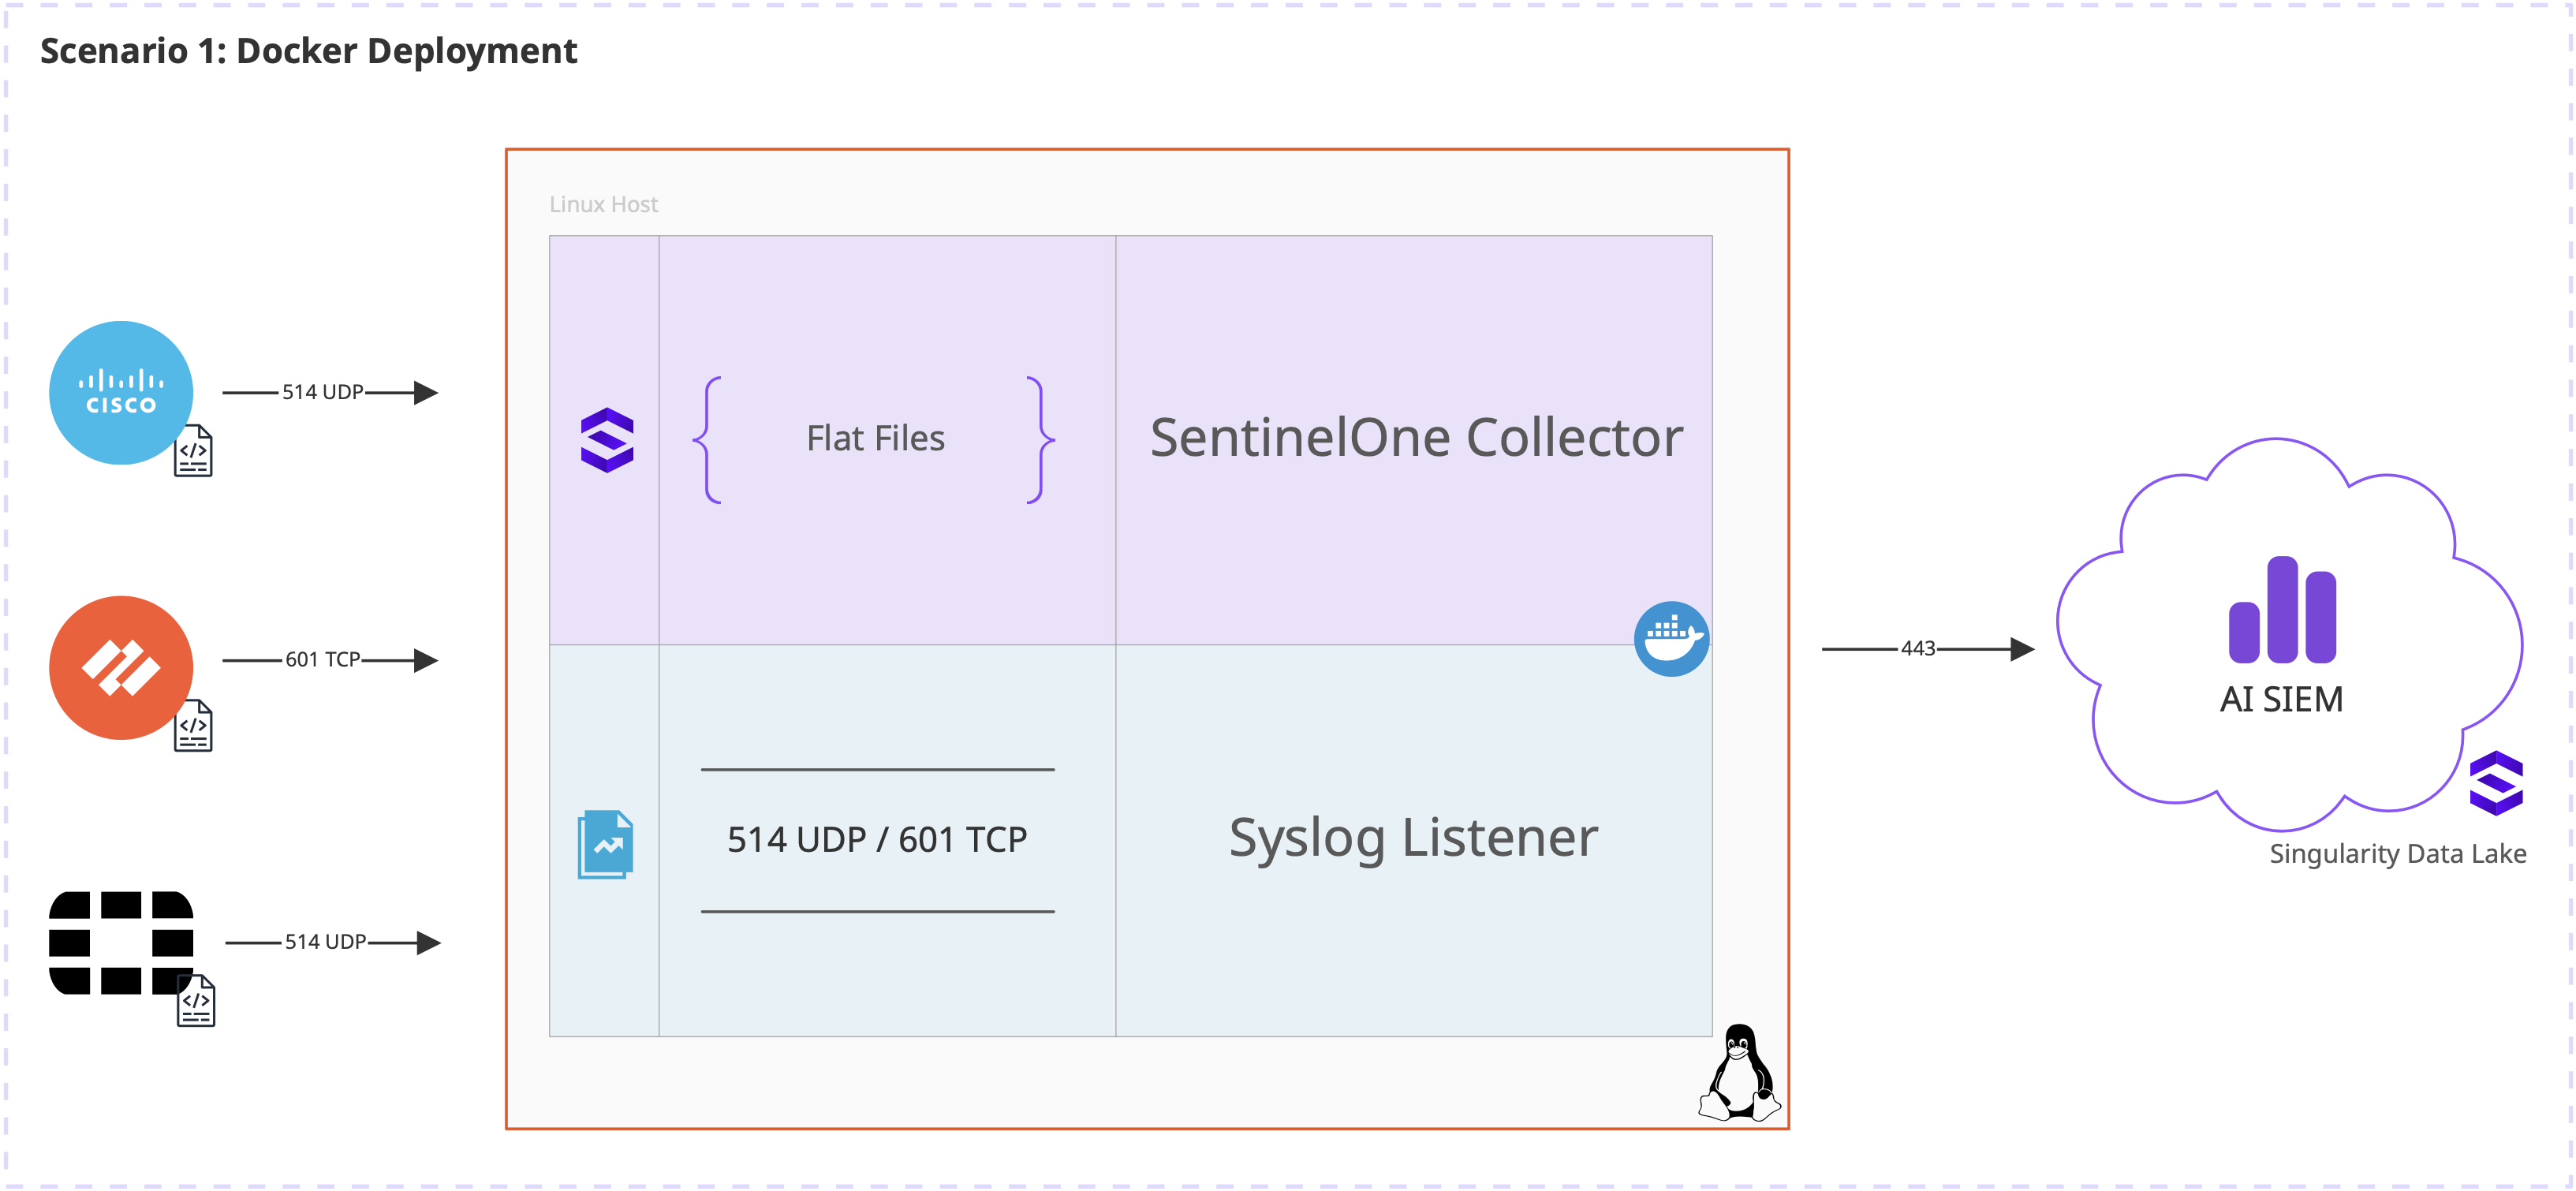 Scenario 1: Docker Deployment
Linux Host
CISCO
514 UDP
Flat Files
SentinelOne Collector
601 TCP
443
AI SIEM
514 UDP / 601 TCP
Syslog Listener
Singularity Data Lake
514 UDP